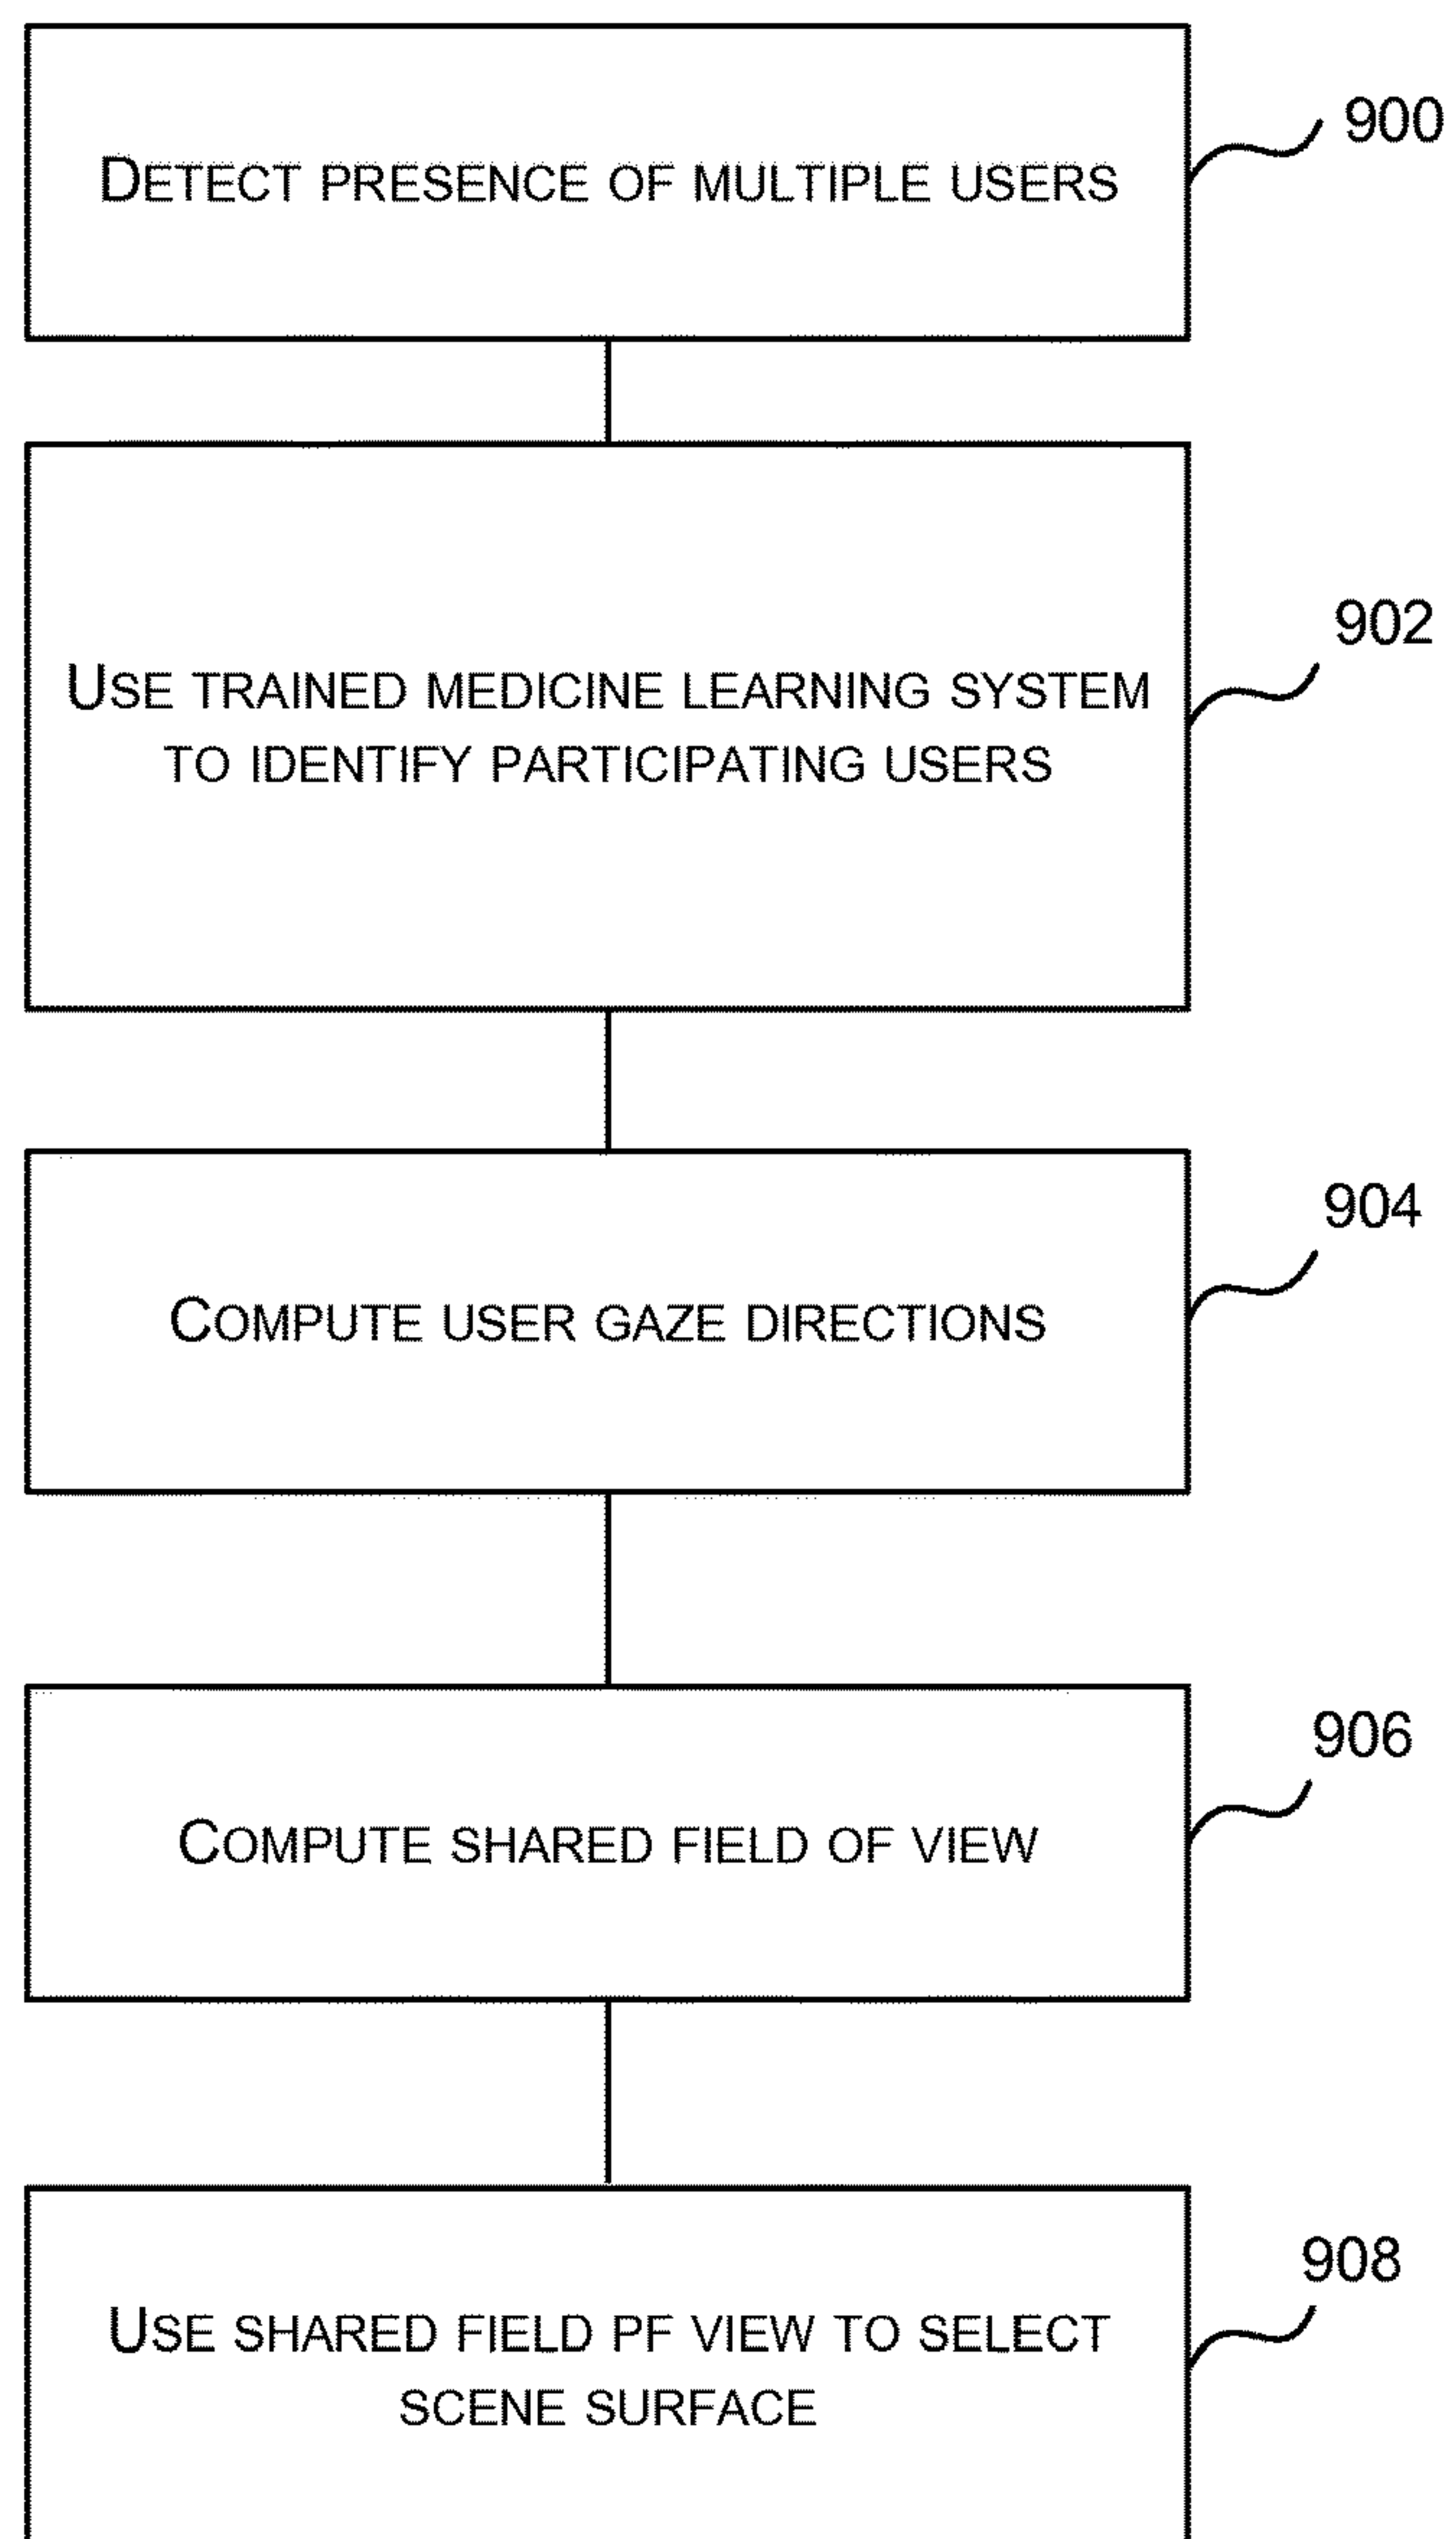 DETECT PRESENCE OF MULTIPLE USERS
900
USE TRAINED MEDICINE LEARNING SYSTEM
TO IDENTIFY PARTICIPATING USERS
902
COMPUTE USER GAZE DIRECTIONS
904
COMPUTE SHARED FIELD OF VIEW
906
USE SHARED FIELD PF VIEW TO SELECT
SCENE SURFACE
908